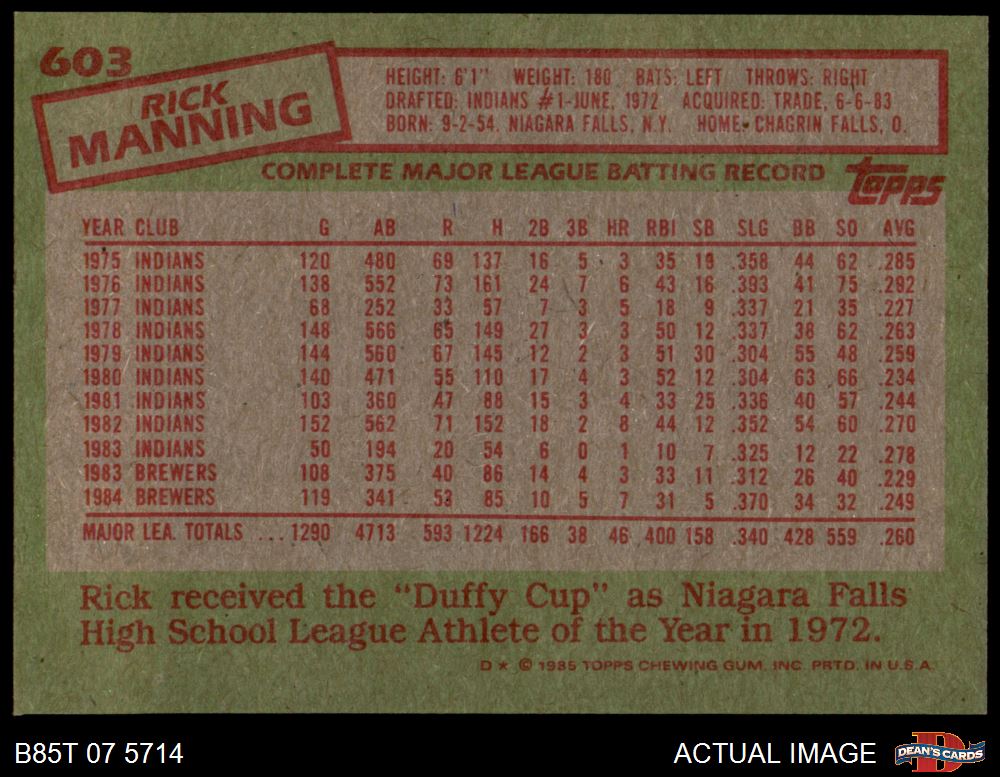 603
RICK
MANNING
HEIGHT: 6'1" WEIGHT: 180 BATS: LEFT THROWS: RIGHT
DRAFTED: INDIANS #1-JUNE, 1972 ACQUIRED: TRADE, 6-6-83
BORN: 9-2-54, NIAGARA FALLS, N.Y. HOME: CHAGRIN FALLS, O.
COMPLETE MAJOR LEAGUE BATTING RECORD
Topps
YEAR CLUB G AB R H 2B 3B HR RBI SB SLG BB SO AVG
1975 INDIANS 120 480 69 137 16 5 3 35 19 .358 44 62 .285
1976 INDIANS 138 552 73 161 24 7 6 43 16 .393 41 75 .292
1977 INDIANS 68 252 33 57 7 3 5 18 9 .337 21 35 .227
1978 INDIANS 148 566 65 149 27 3 3 50 12 .337 38 62 .263
1979 INDIANS 144 560 67 145 12 2 3 51 30 .304 55 48 .259
1980 INDIANS 140 471 55 110 17 4 3 52 12 .304 63 66 .234
1981 INDIANS 103 360 47 88 15 3 4 33 25 .336 40 57 .244
1982 INDIANS 152 562 71 152 18 2 8 44 12 .352 54 60 .270
1983 INDIANS 50 194 20 54 6 0 1 10 7 .325 12 22 .278
1983 BREWERS 108 375 40 86 14 4 3 33 11 .312 26 40 .229
1984 BREWERS 119 341 53 85 10 5 7 31 5 .370 34 32 .249
MAJOR LEA. TOTALS ... 1290 4713 593 1224 166 38 46 400 158 .340 428 559 .260
Rick received the "Duffy Cup" as Niagara Falls
High School League Athlete of the Year in 1972.
D★ © 1985 TOPPS CHEWING GUM, INC. PRTD. IN U.S.A.
B85T 07 5714
ACTUAL IMAGE
D
DEAN'S CARDS